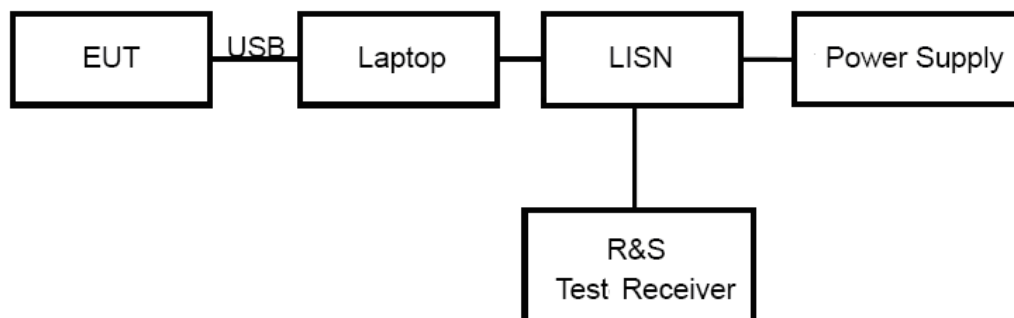 EUT
USB
Laptop
LISN
Power Supply
R&S
Test Receiver